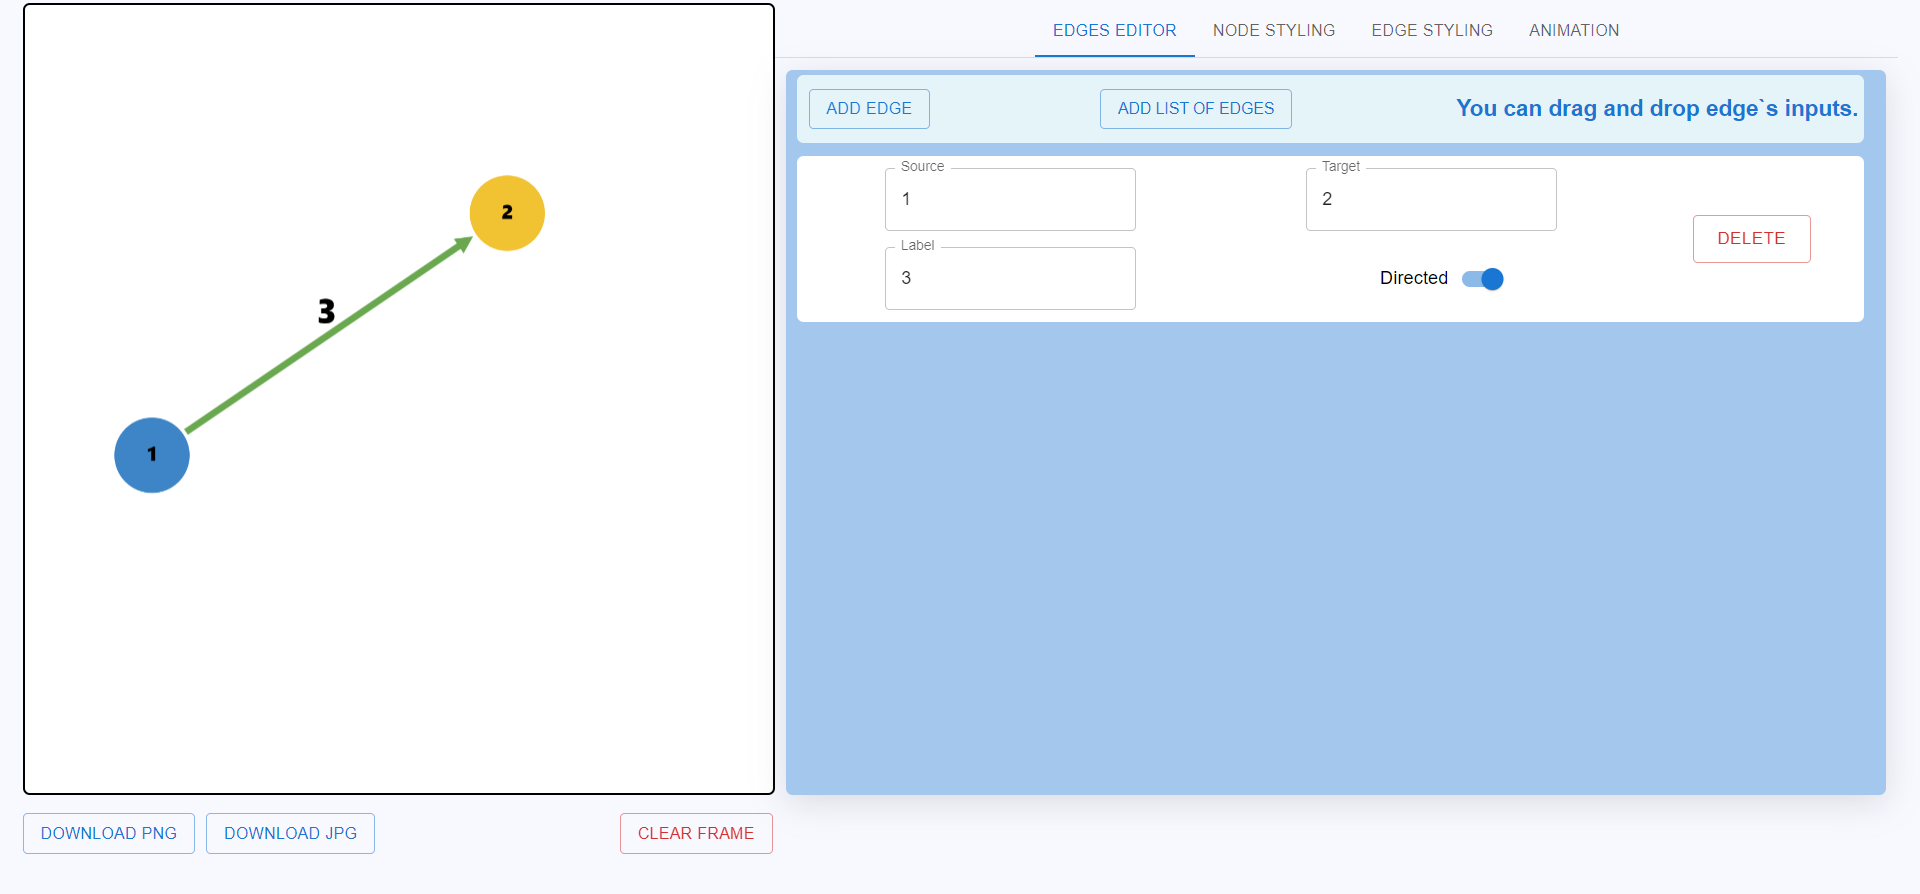 EDGES EDITOR
NODE STYLING
EDGE STYLING
ANIMATION
ADD EDGE
ADD LIST OF EDGES
You can drag and drop edge`s inputs.
Source
1
Target
2
Label
3
Directed
DELETE
2
3
1
DOWNLOAD PNG
DOWNLOAD JPG
CLEAR FRAME